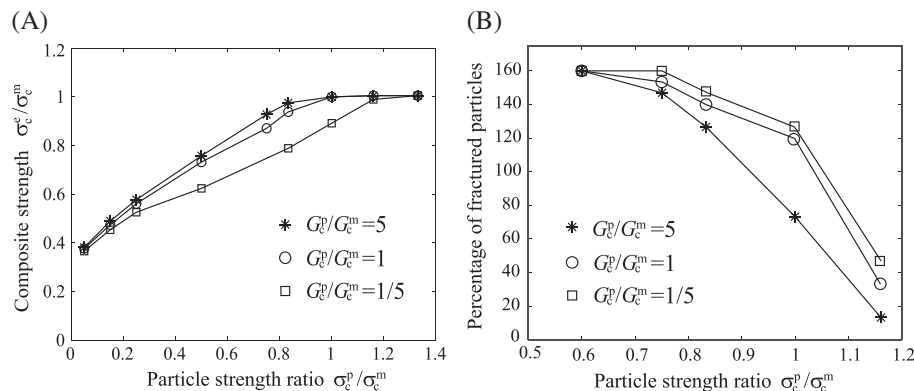 (A)
1.2
1
0.8
0.6
0.4
0.2
0
0 0.2 0.4 0.6 0.8 1 1.2 1.4
Composite strength σ_c^e/σ_c^m
Particle strength ratio σ_c^p/σ_c^m
G_c^p/G_c^m=5
G_c^p/G_c^m=1
G_c^p/G_c^m=1/5
(B)
160
140
120
100
80
60
40
20
0
0.5 0.6 0.7 0.8 0.9 1 1.1 1.2
Percentage of fractured particles
Particle strength ratio σ_c^p/σ_c^m
G_c^p/G_c^m=5
G_c^p/G_c^m=1
G_c^p/G_c^m=1/5